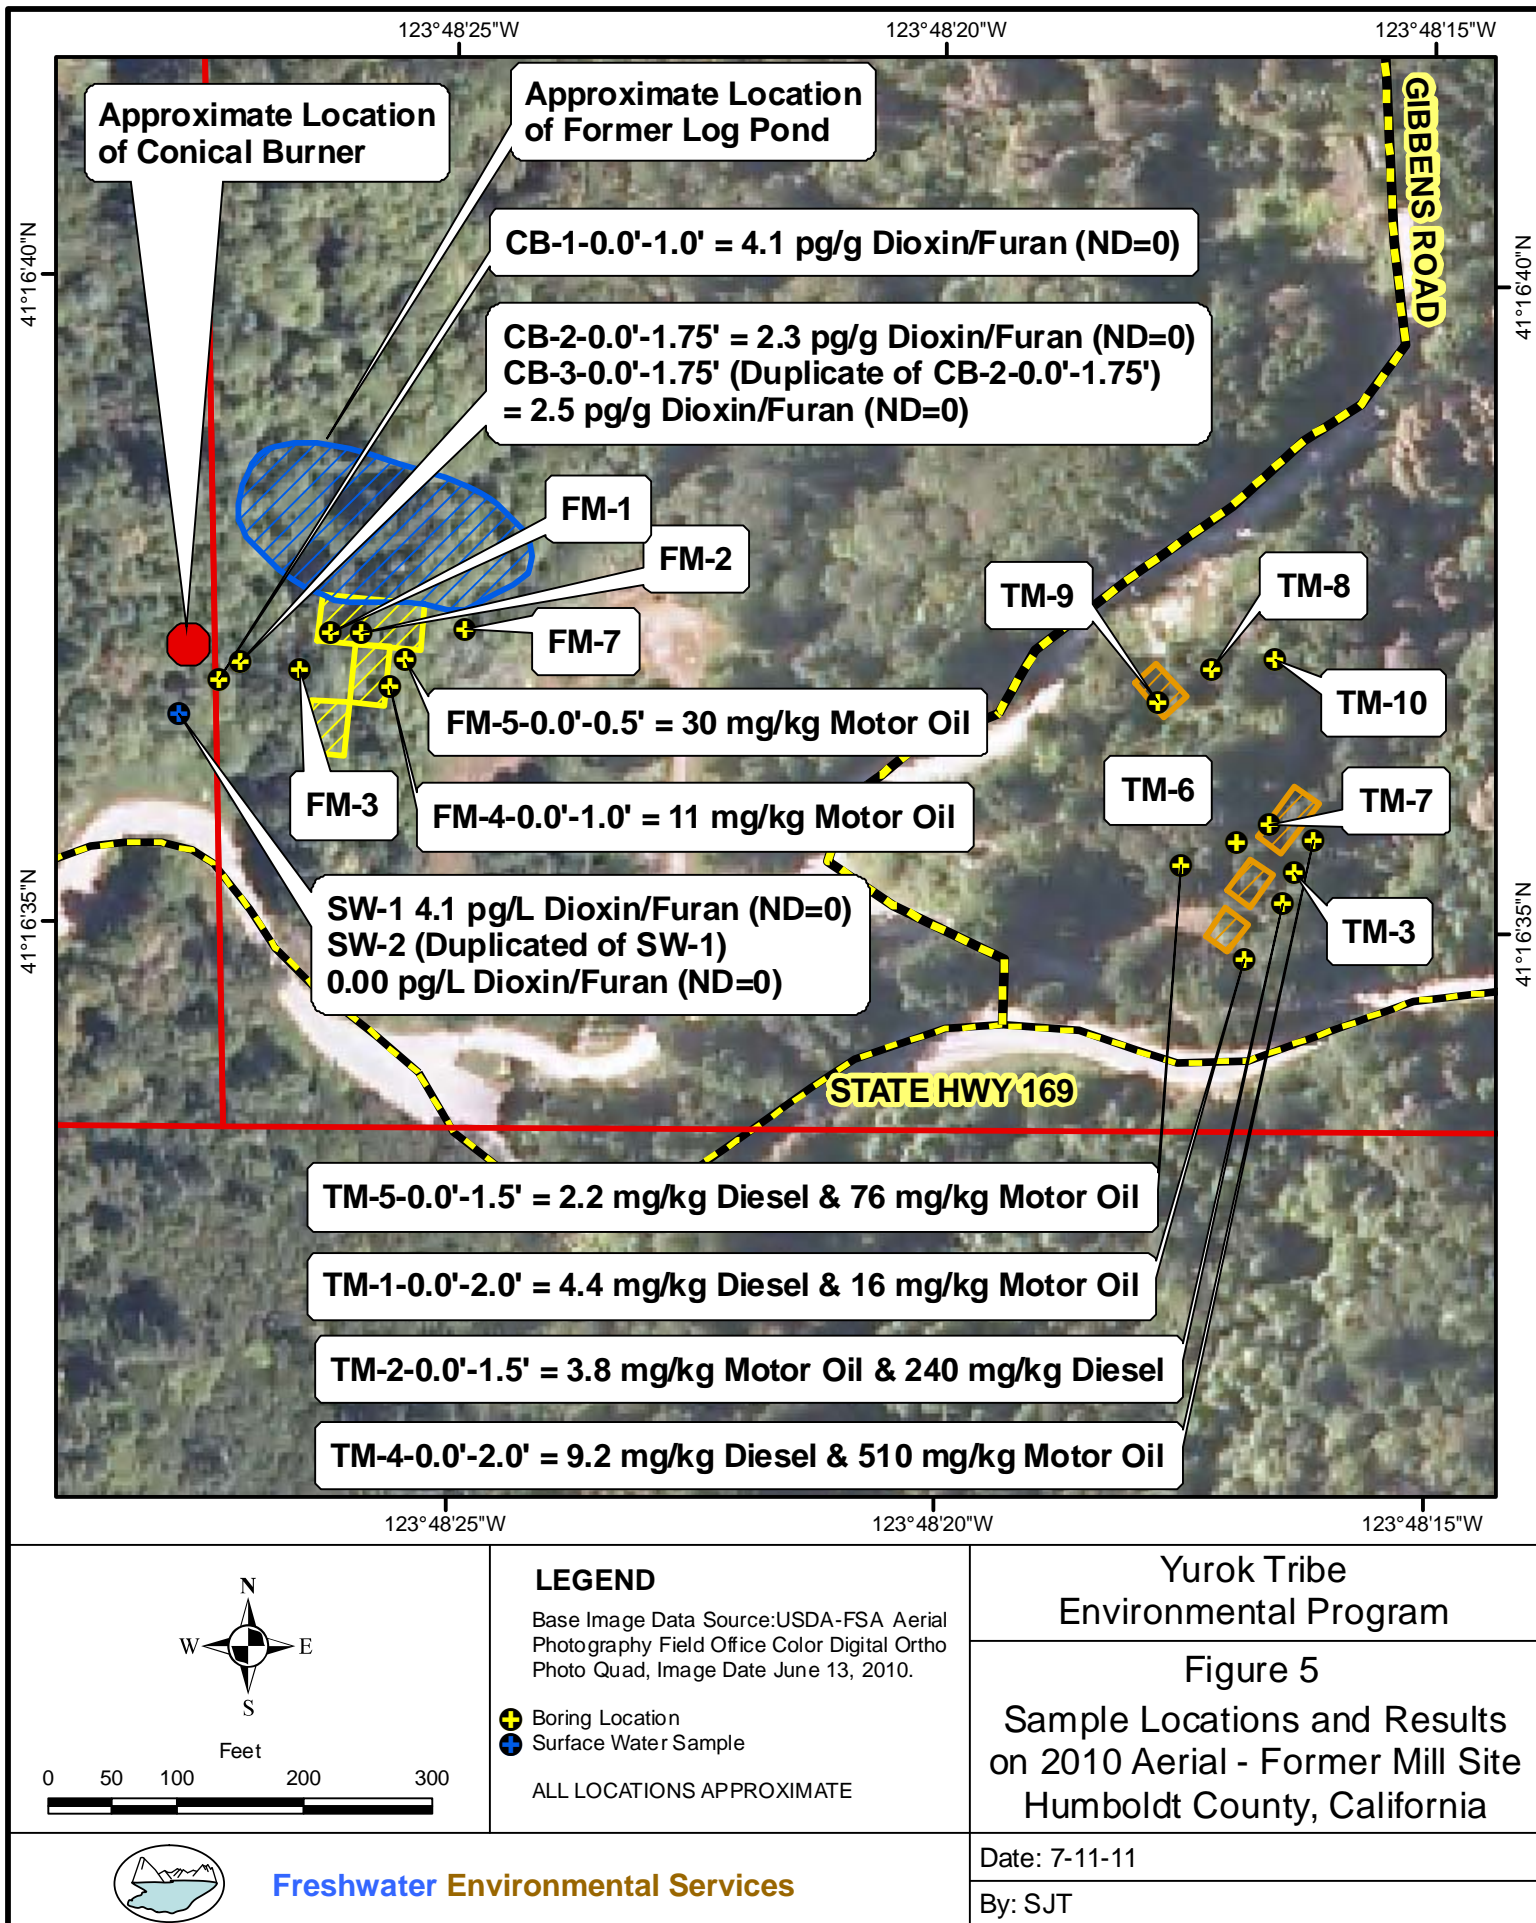 123°48'25"W
123°48'20"W
123°48'15"W
Approximate Location
of Conical Burner
Approximate Location
of Former Log Pond
GIBBENS ROAD
41°16'40"N
41°16'40"N
CB-1-0.0'-1.0' = 4.1 pg/g Dioxin/Furan (ND=0)
CB-2-0.0'-1.75' = 2.3 pg/g Dioxin/Furan (ND=0)
CB-3-0.0'-1.75' (Duplicate of CB-2-0.0'-1.75')
= 2.5 pg/g Dioxin/Furan (ND=0)
FM-1
FM-2
FM-7
TM-9
TM-8
TM-10
FM-5-0.0'-0.5' = 30 mg/kg Motor Oil
FM-3
FM-4-0.0'-1.0' = 11 mg/kg Motor Oil
TM-6
TM-7
TM-3
41°16'35"N
41°16'35"N
SW-1 4.1 pg/L Dioxin/Furan (ND=0)
SW-2 (Duplicated of SW-1)
0.00 pg/L Dioxin/Furan (ND=0)
STATE HWY 169
TM-5-0.0'-1.5' = 2.2 mg/kg Diesel & 76 mg/kg Motor Oil
TM-1-0.0'-2.0' = 4.4 mg/kg Diesel & 16 mg/kg Motor Oil
TM-2-0.0'-1.5' = 3.8 mg/kg Motor Oil & 240 mg/kg Diesel
TM-4-0.0'-2.0' = 9.2 mg/kg Diesel & 510 mg/kg Motor Oil
123°48'25"W
123°48'20"W
123°48'15"W
N
W
E
S
Feet
0 50 100 200 300
LEGEND
Base Image Data Source:USDA-FSA Aerial
Photography Field Office Color Digital Ortho
Photo Quad, Image Date June 13, 2010.
Boring Location
Surface Water Sample
ALL LOCATIONS APPROXIMATE
Yurok Tribe
Environmental Program
Figure 5
Sample Locations and Results
on 2010 Aerial - Former Mill Site
Humboldt County, California
Freshwater Environmental Services
Date: 7-11-11
By: SJT